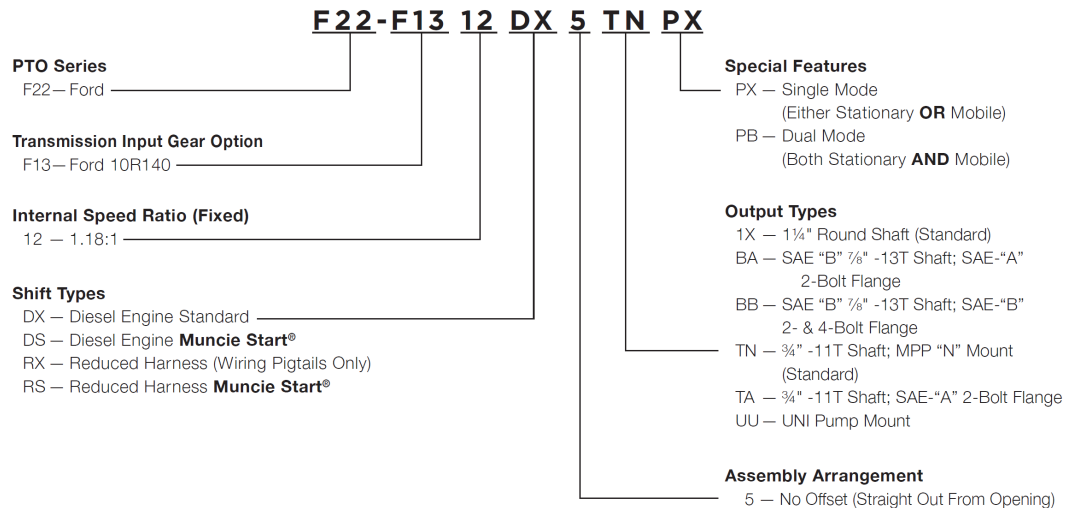 F22-F13 12 DX 5 TN PX
PTO Series
F22— Ford
Transmission Input Gear Option
F13— Ford 10R140
Internal Speed Ratio (Fixed)
12 — 1.18:1
Shift Types
DX — Diesel Engine Standard
DS — Diesel Engine Muncie Start®
RX — Reduced Harness (Wiring Pigtails Only)
RS — Reduced Harness Muncie Start®
Special Features
PX — Single Mode
(Either Stationary OR Mobile)
PB — Dual Mode
(Both Stationary AND Mobile)
Output Types
1X — 1¼" Round Shaft (Standard)
BA — SAE “B” ⅞" -13T Shaft; SAE-“A”
2-Bolt Flange
BB — SAE “B” ⅞" -13T Shaft; SAE-“B”
2- & 4-Bolt Flange
TN — ¾” -11T Shaft; MPP “N” Mount
(Standard)
TA — ¾" -11T Shaft; SAE-“A” 2-Bolt Flange
UU — UNI Pump Mount
Assembly Arrangement
5 — No Offset (Straight Out From Opening)